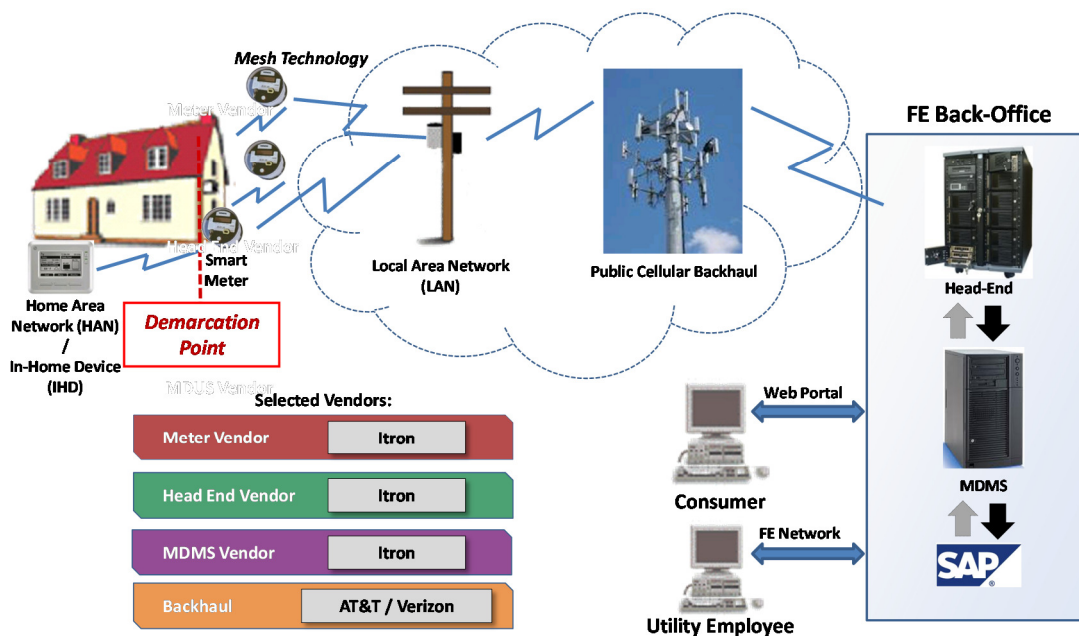 Mesh Technology
Meter Vendor
Head End Vendor
Smart
Meter
Home Area
Network (HAN)
/
In-Home Device
(IHD)
Demarcation
Point
Local Area Network
(LAN)
Public Cellular Backhaul
FE Back-Office
Head-End
MDMS
SAP
®
MDUS Vendor
Selected Vendors:
Meter Vendor Itron
Head End Vendor Itron
MDMS Vendor Itron
Backhaul AT&T / Verizon
Web Portal
Consumer
FE Network
Utility Employee